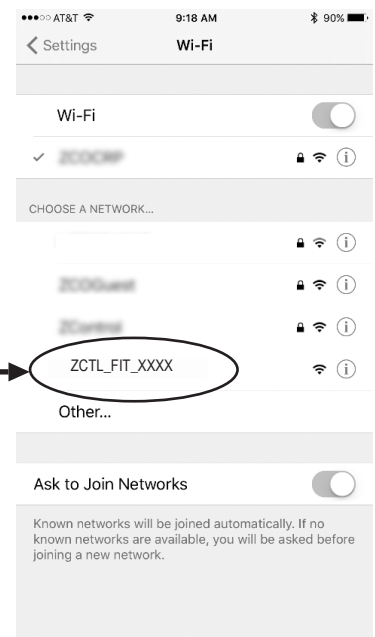 AT&T 9:18 AM 90%
Settings Wi-Fi
Wi-Fi
CHOOSE A NETWORK...
ZCTL_FIT_XXXX
Other...
Ask to Join Networks
Known networks will be joined automatically. If no
known networks are available, you will be asked before
joining a new network.